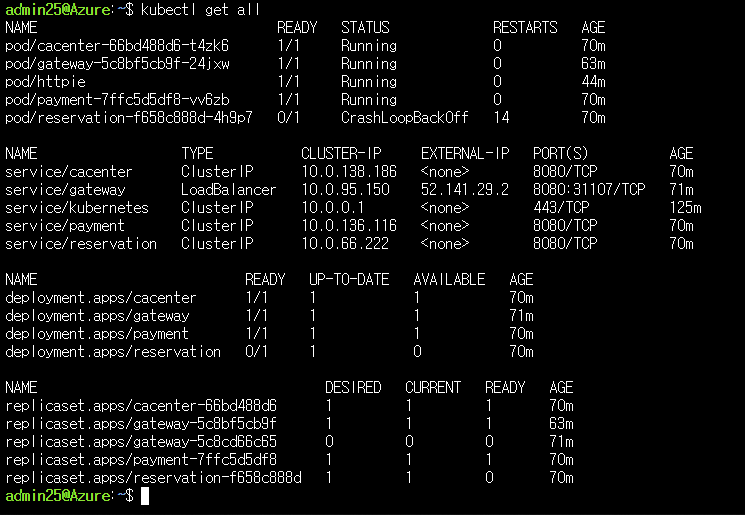 admin25@Azure:~$ kubectl get all
NAME READY STATUS RESTARTS AGE
pod/cacenter-66bd488d6-t4zk6 1/1 Running 0 70m
pod/gateway-5c8bf5cb9f-24jxw 1/1 Running 0 63m
pod/httpie 1/1 Running 0 44m
pod/payment-7ffc5d5df8-vv6zb 1/1 Running 0 70m
pod/reservation-f658c888d-4h9p7 0/1 CrashLoopBackOff 14 70m
NAME TYPE CLUSTER-IP EXTERNAL-IP PORT(S) AGE
service/cacenter ClusterIP 10.0.138.186 <none> 8080/TCP 70m
service/gateway LoadBalancer 10.0.95.150 52.141.29.2 8080:31107/TCP 71m
service/kubernetes ClusterIP 10.0.0.1 <none> 443/TCP 125m
service/payment ClusterIP 10.0.136.116 <none> 8080/TCP 70m
service/reservation ClusterIP 10.0.66.222 <none> 8080/TCP 70m
NAME READY UP-TO-DATE AVAILABLE AGE
deployment.apps/cacenter 1/1 1 1 70m
deployment.apps/gateway 1/1 1 1 71m
deployment.apps/payment 1/1 1 1 70m
deployment.apps/reservation 0/1 1 0 70m
NAME DESIRED CURRENT READY AGE
replicaset.apps/cacenter-66bd488d6 1 1 1 70m
replicaset.apps/gateway-5c8bf5cb9f 1 1 1 63m
replicaset.apps/gateway-5c8cd66c65 0 0 0 71m
replicaset.apps/payment-7ffc5d5df8 1 1 1 70m
replicaset.apps/reservation-f658c888d 1 1 0 70m
admin25@Azure:~$